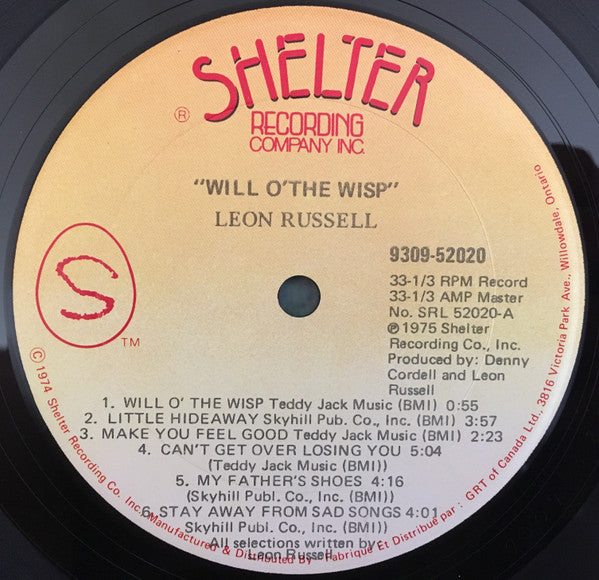 SHELTER
®
RECORDING
COMPANY INC.
"WILL O'THE WISP"
LEON RUSSELL
9309-52020
33-1/3 RPM Record
33-1/3 AMP Master
No. SRL 52020-A
℗1975 Shelter
Recording Co., Inc.
Produced by: Denny
Cordell and Leon
Russell
S
TM
1. WILL O' THE WISP Teddy Jack Music (BMI) 0:55
2. LITTLE HIDEAWAY Skyhill Pub. Co., Inc. (BMI) 3:57
3. MAKE YOU FEEL GOOD Teddy Jack Music (BMI) 2:23
4. CAN'T GET OVER LOSING YOU 5:04
(Teddy Jack Music (BMI))
5. MY FATHER'S SHOES 4:16
(Skyhill Publ. Co., Inc. (BMI))
6. STAY AWAY FROM SAD SONGS 4:01
Skyhill Publ. Co., Inc. (BMI))
All selections written by:
Leon Russell
© 1974 Shelter Recording Co. Inc. Manufactured & Distributed By - Fabriqué Et Distribué par : GRT of Canada Ltd., 3816 Victoria Park Ave., Willowdale, Ontario